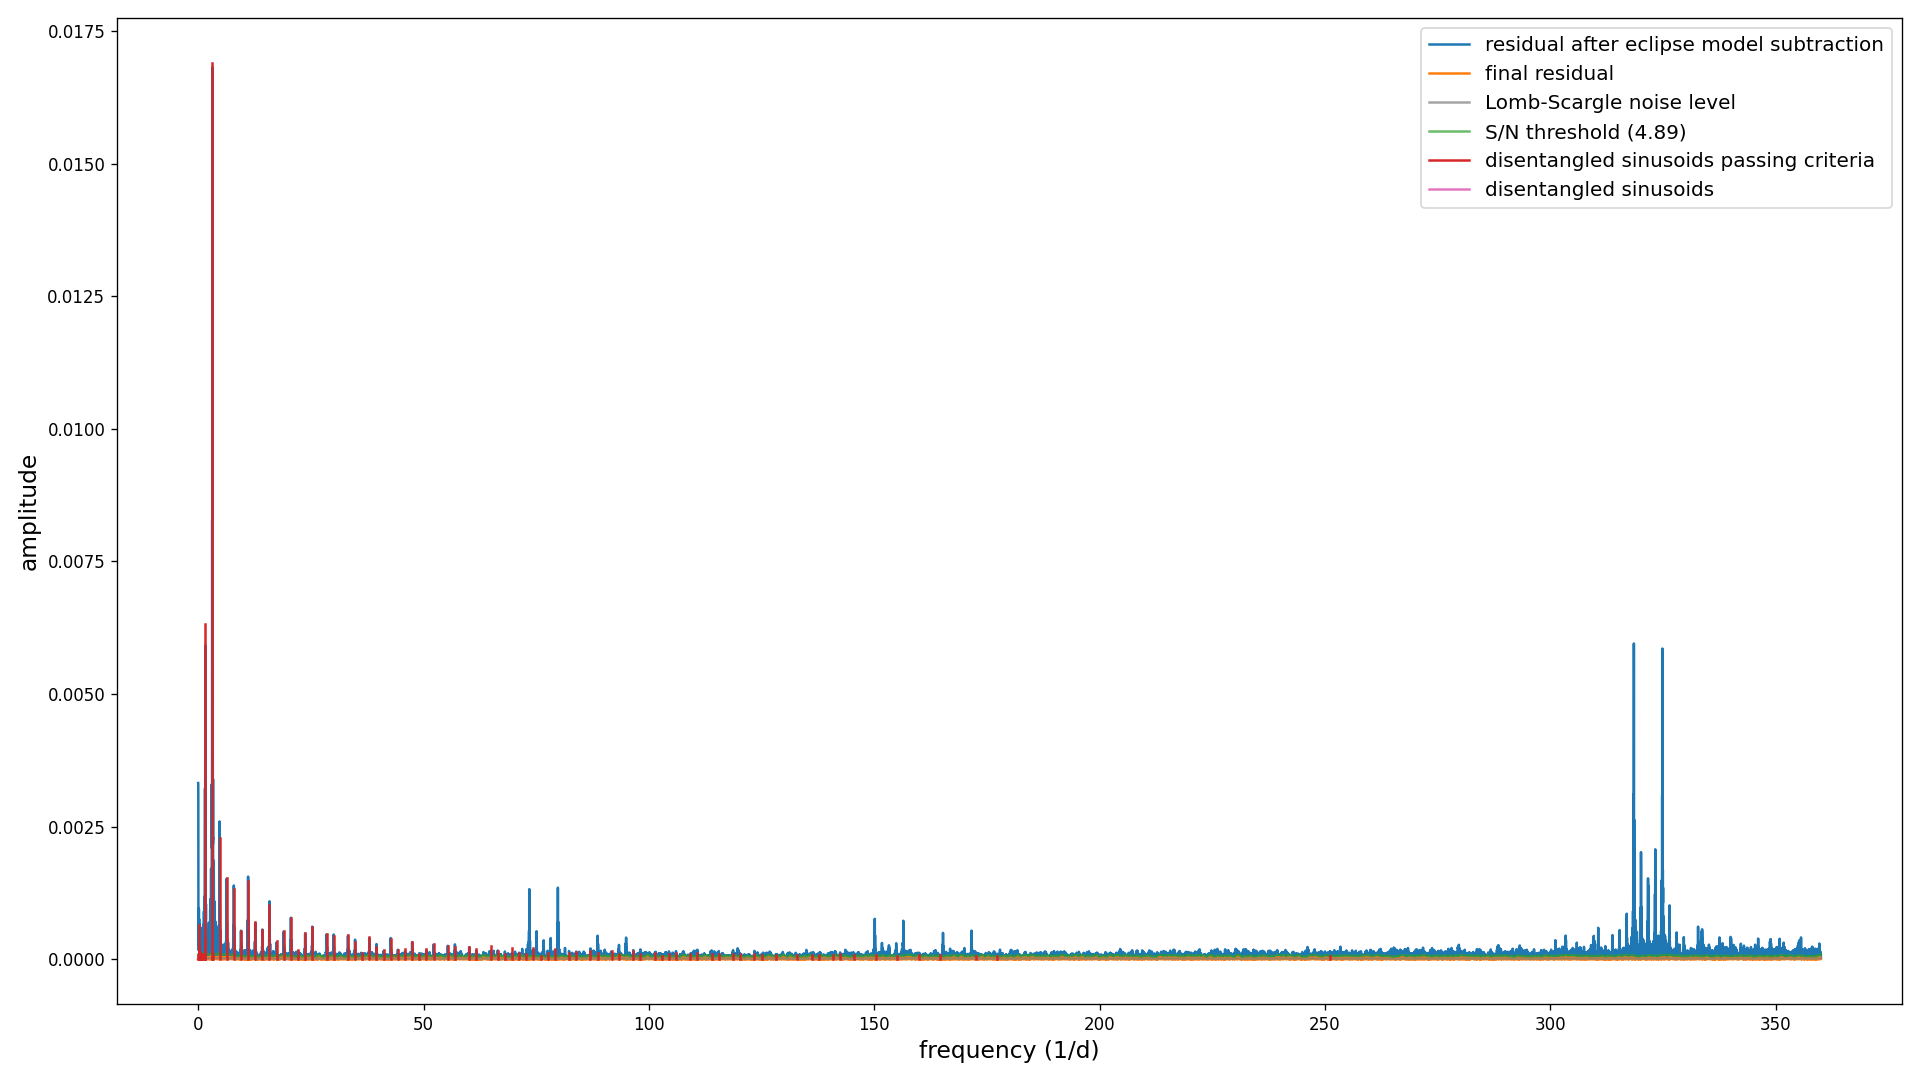 0.0175
0.0150
0.0125
0.0100
0.0075
0.0050
0.0025
0.0000
amplitude
0 50 100 150 200 250 300 350
frequency (1/d)
residual after eclipse model subtraction
final residual
Lomb-Scargle noise level
S/N threshold (4.89)
disentangled sinusoids passing criteria
disentangled sinusoids